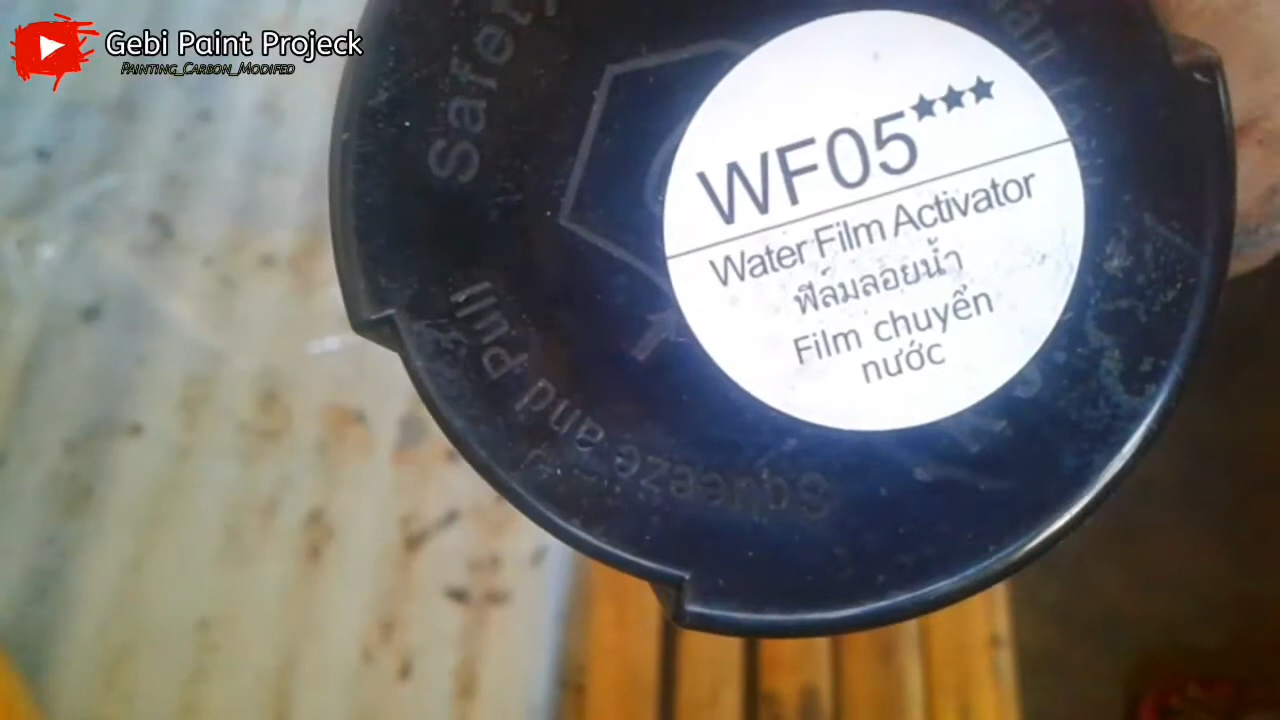 Gebi Paint Projeck
Painting_Carbon_Modifed
WF05***
Water Film Activator
ฟิล์มลอยน้ำ
Film chuyển
nước
Squeeze and Pull